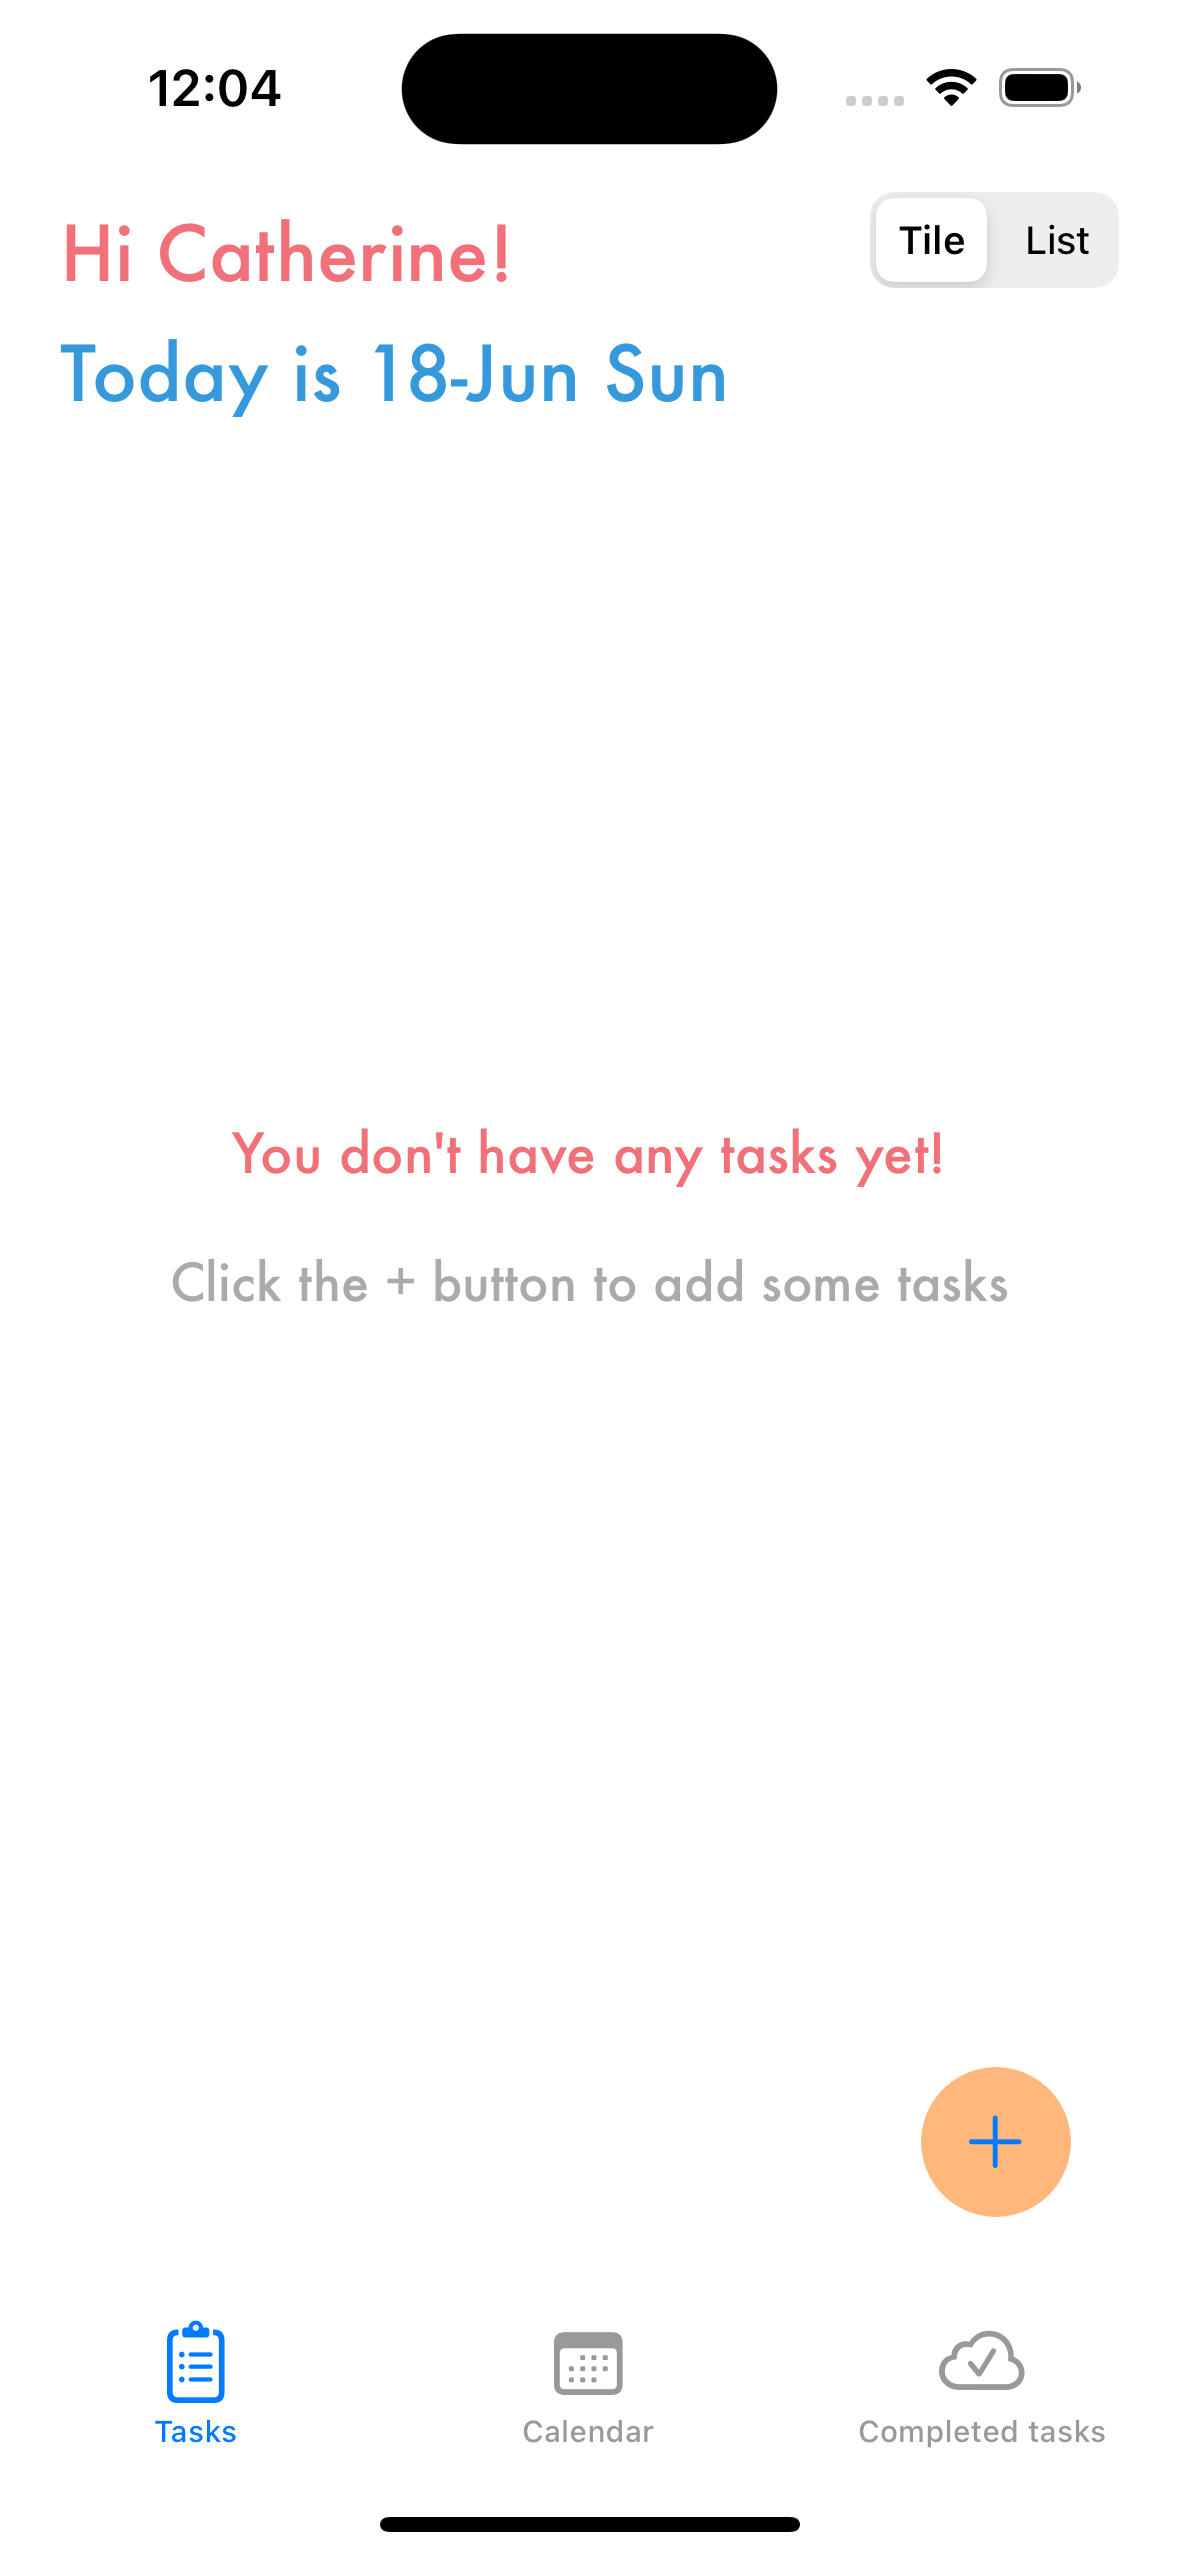 12:04
Hi Catherine!
Tile
List
Today is 18-Jun Sun
You don't have any tasks yet!
Click the + button to add some tasks
Tasks
Calendar
Completed tasks